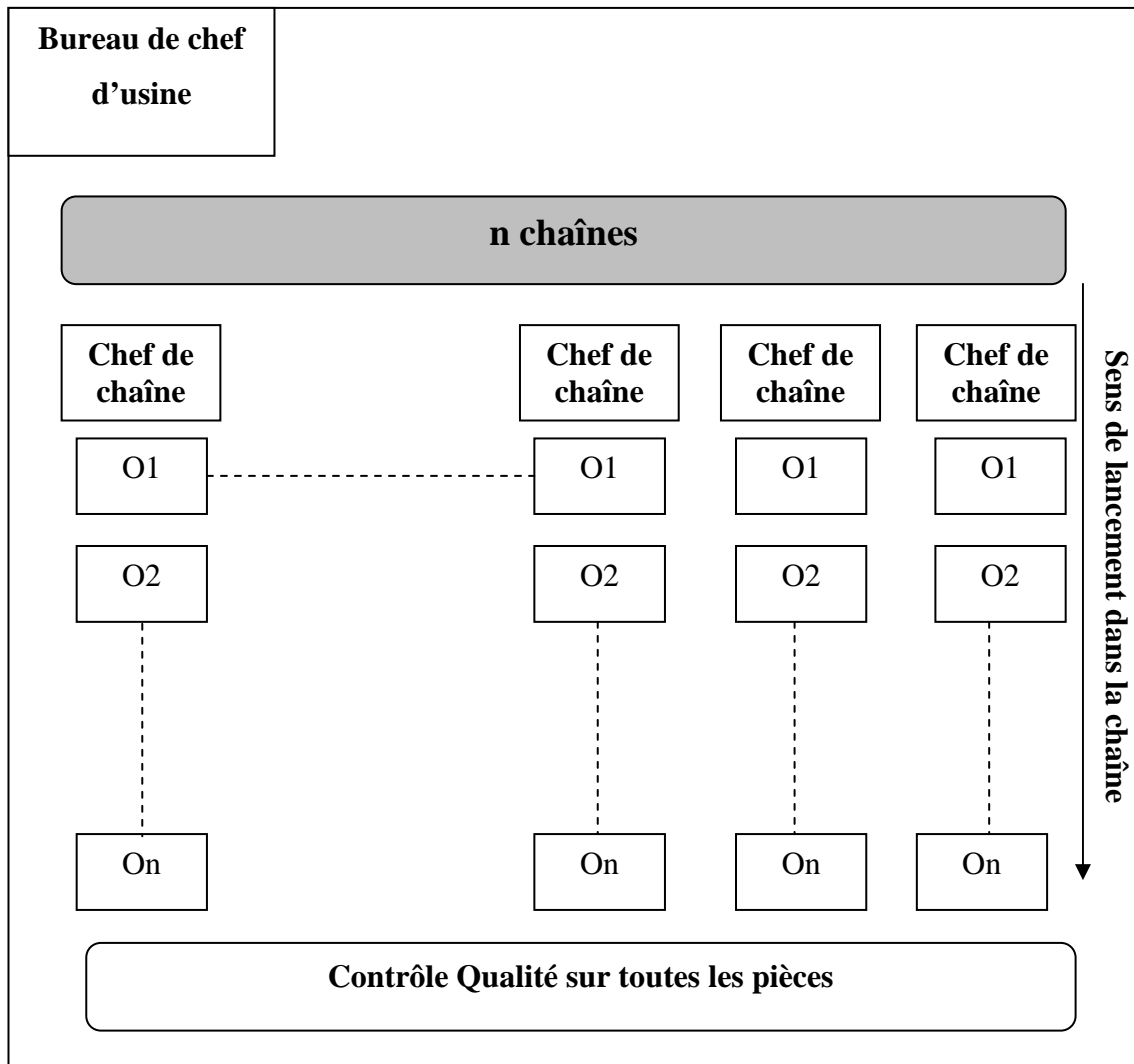 Bureau de chef
d’usine
n chaînes
Chef de
chaîne
Chef de
chaîne
Chef de
chaîne
Chef de
chaîne
O1
O1
O1
O1
O2
O2
O2
O2
On
On
On
On
Sens de lancement dans la chaîne
Contrôle Qualité sur toutes les pièces